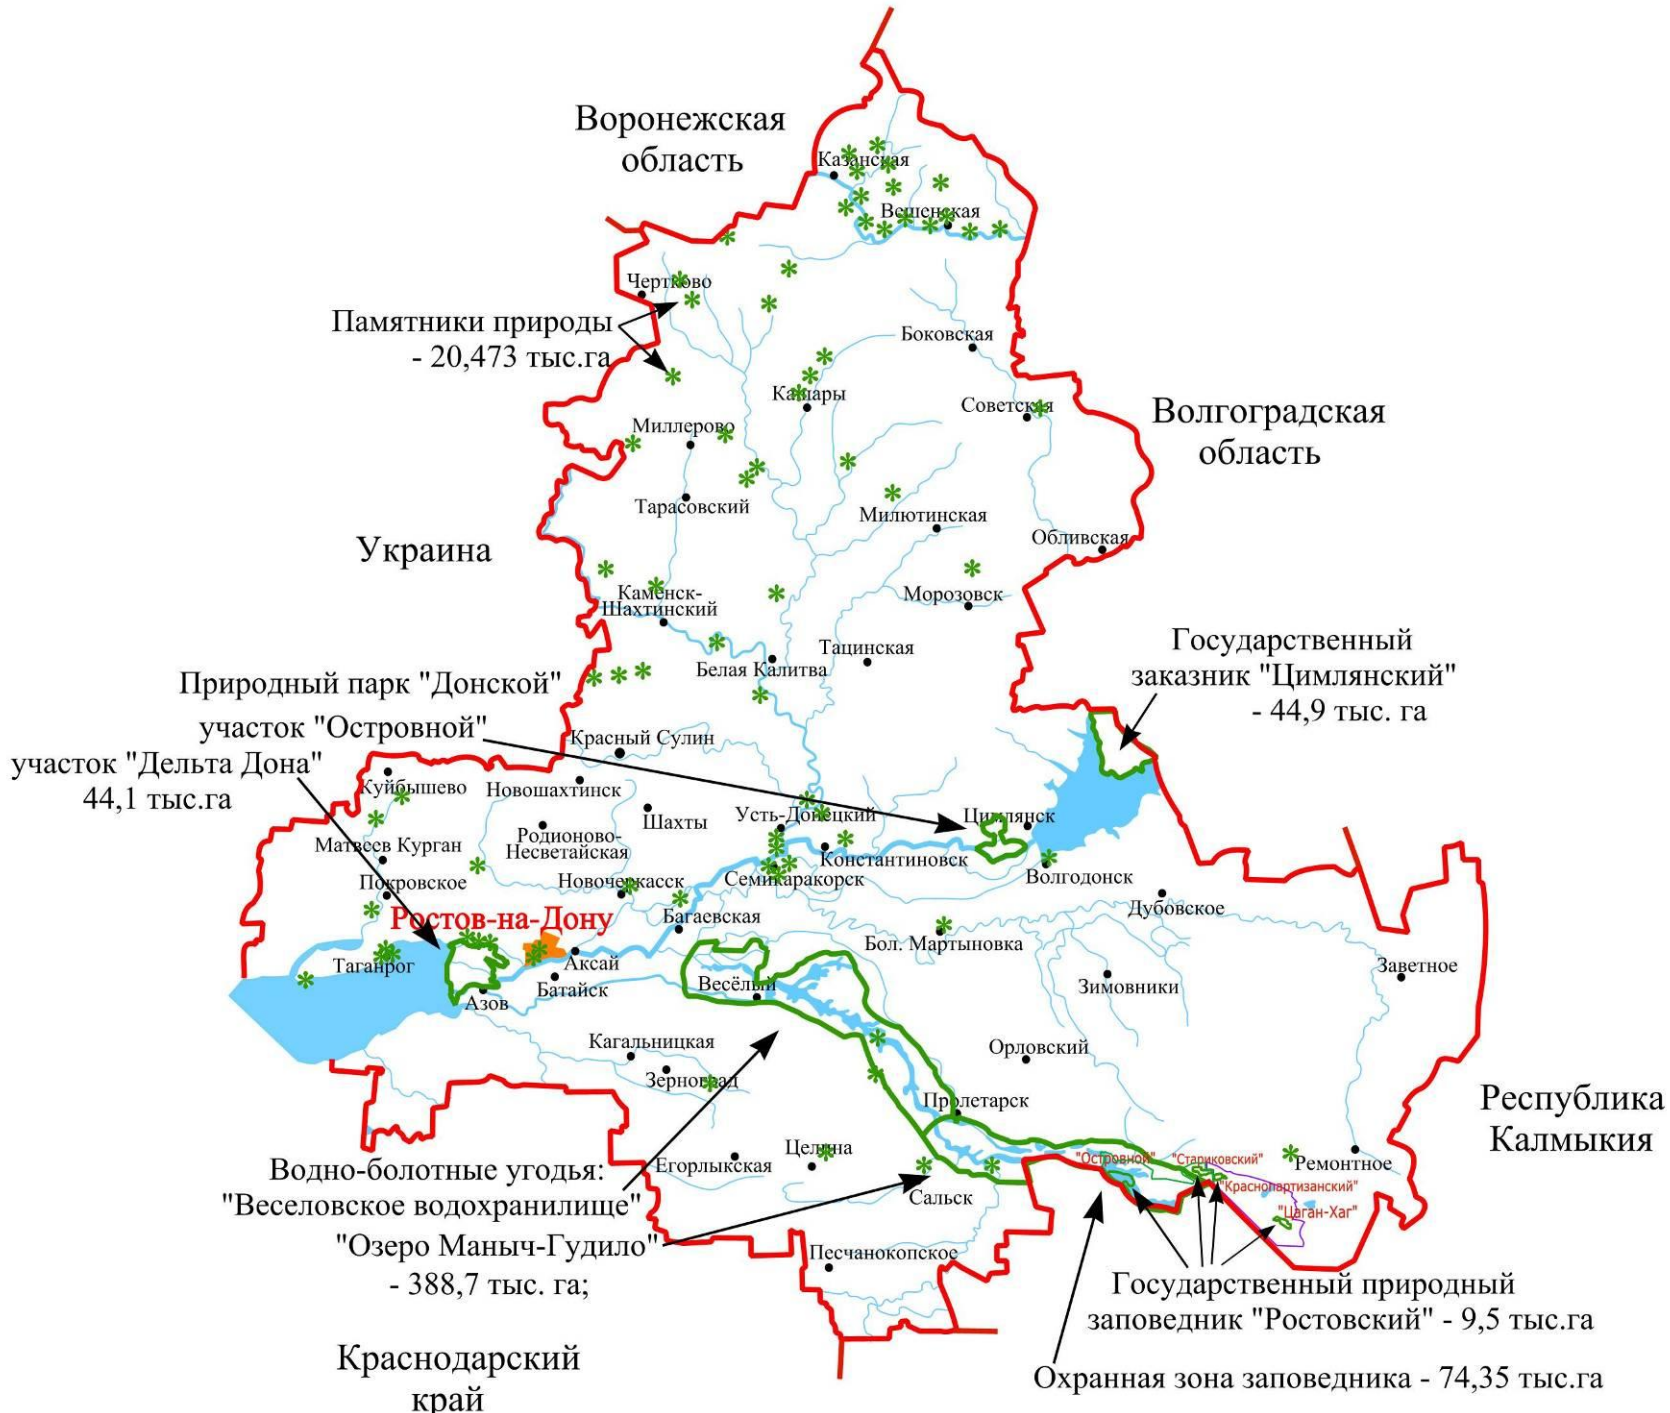 Воронежская
область
Казанская
Вешенская
Чертково
Памятники природы
- 20,473 тыс.га
Боковская
Кашары
Советская
Волгоградская
область
Миллерово
Тарасовский
Милютинская
Обливская
Украина
Каменск-
Шахтинский
Морозовск
Белая Калитва
Тацинская
Государственный
заказник "Цимлянский"
- 44,9 тыс. га
Природный парк "Донской"
участок "Островной"
участок "Дельта Дона"
44,1 тыс.га
Красный Сулин
Куйбышево
Новошахтинск
Шахты
Усть-Донецкий
Цимлянск
Родионово-
Несветайская
Матвеев Курган
Константиновск
Покровское
Новочеркасск
Семикаракорск
Волгодонск
Дубовское
Ростов-на-Дону
Багаевская
Бол. Мартыновка
Таганрог
Аксай
Заветное
Азов
Батайск
Весёлый
Зимовники
Кагальницкая
Орловский
Зерноград
Пролетарск
Республика
Калмыкия
Целина
Егорлыкская
"Островной"
"Стариковский"
Ремонтное
Водно-болотные угодья:
"Веселовское водохранилище"
Сальск
"Краснопартизанский"
"Цаган-Хаг"
"Озеро Маныч-Гудило"
- 388,7 тыс. га;
Песчанокопское
Государственный природный
заповедник "Ростовский" - 9,5 тыс.га
Охранная зона заповедника - 74,35 тыс.га
Краснодарский
край